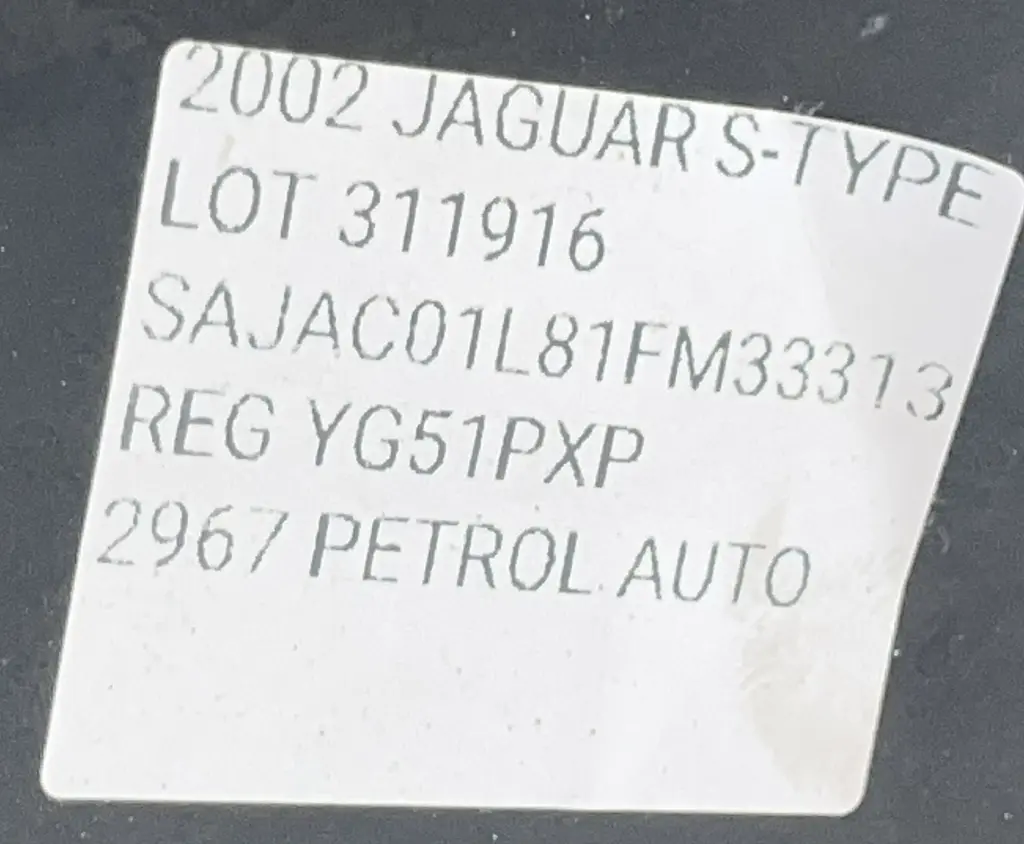 2002 JAGUAR S-TYPE
LOT 311916
SAJAC01L81FM33313
REG YG51PXP
2967 PETROL AUTO